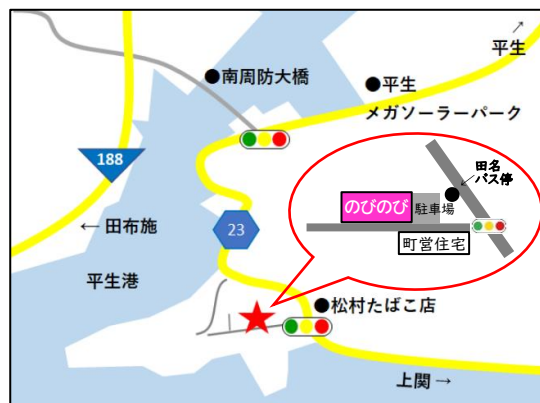 ↑
平生
●南周防大橋
●平生
メガソーラーパーク
188
田名
バス停
のびのび
駐車場
← 田布施
23
町営住宅
平生港
●松村たばこ店
上関→